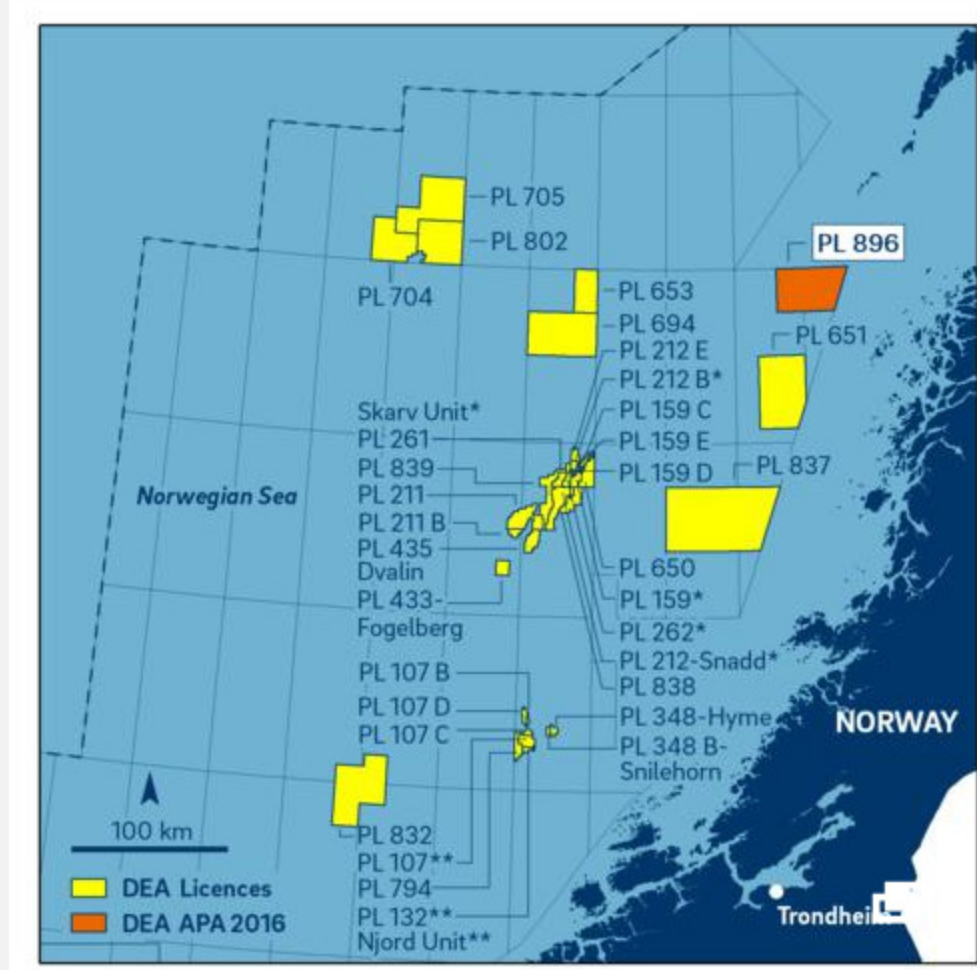 PL 705
PL 802
PL 896
PL 704
PL 653
PL 694
PL 651
PL 212 E
PL 212 B*
Skarv Unit*
PL 159 C
PL 261
PL 159 E
PL 839
PL 159 D
PL 837
PL 211
Norwegian Sea
PL 211 B
PL 435
Dvalin
PL 650
PL 433-
Fogelberg
PL 159*
PL 262*
PL 212-Snadd*
PL 107 B
PL 838
PL 107 D
PL 348-Hyme
PL 107 C
NORWAY
PL 348 B-
Snilehorn
100 km
PL 832
PL 107**
DEA Licences
PL 794
PL 132**
Njord Unit**
DEA APA 2016